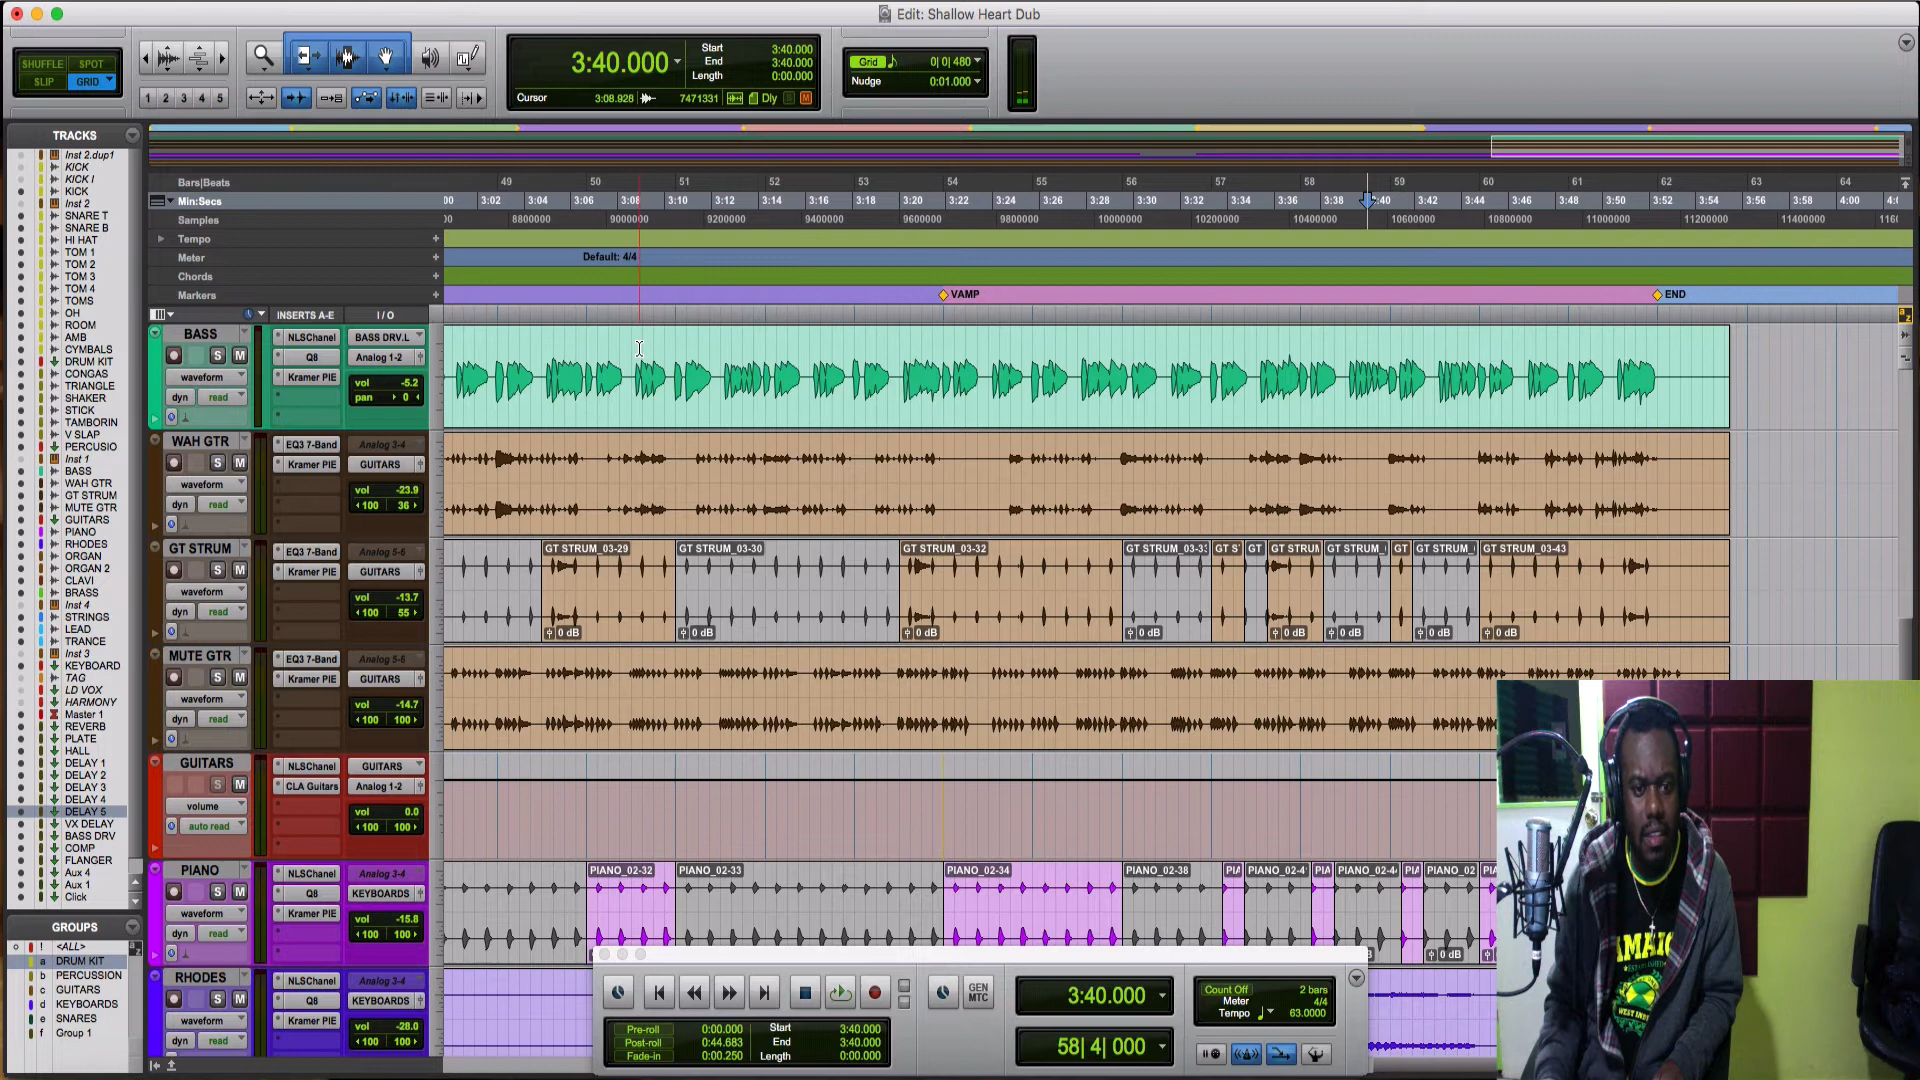 Edit: Shallow Heart Dub
SHUFFLE SPOT
SLIP GRID
1 2 3 4 5
3:40.000
Start 3:40.000
End 3:40.000
Length 0:00.000
Cursor 3:08.928 7471331 Dly S M
Grid 0| 0| 480
Nudge 0:01.000
TRACKS
Inst 2.dup1
KICK
KICK I
KICK
Inst 2
SNARE T
SNARE B
HI HAT
TOM 1
TOM 2
TOM 3
TOM 4
TOMS
OH
ROOM
AMB
CYMBALS
DRUM KIT
CONGAS
TRIANGLE
SHAKER
STICK
TAMBORIN
V SLAP
PERCUSIO
Inst 1
BASS
WAH GTR
GT STRUM
MUTE GTR
GUITARS
PIANO
RHODES
ORGAN
ORGAN 2
CLAVI
BRASS
Inst 4
STRINGS
LEAD
TRANCE
Inst 3
KEYBOARD
TAG
LD VOX
HARMONY
Master 1
REVERB
PLATE
HALL
DELAY 1
DELAY 2
DELAY 3
DELAY 4
DELAY 5
VX DELAY
BASS DRV
COMP
FLANGER
Aux 4
Aux 1
Click
GROUPS
! <ALL>
a DRUM KIT
b PERCUSSION
c GUITARS
d KEYBOARDS
e SNARES
f Group 1
Bars|Beats 49 50 51 52 53 54 55 56 57 58 59 60 61 62 63 64
Min:Secs 00 3:02 3:04 3:06 3:08 3:10 3:12 3:14 3:16 3:18 3:20 3:22 3:24 3:26 3:28 3:30 3:32 3:34 3:36 3:38 :40 3:42 3:44 3:46 3:48 3:50 3:52 3:54 3:56 3:58 4:00
Samples 00 8800000 9000000 9200000 9400000 9600000 9800000 10000000 10200000 10400000 10600000 10800000 11000000 11200000 11400000 116
Tempo
Meter Default: 4/4
Chords
Markers VAMP END
INSERTS A-E I / O
BASS NLSChanel BASS DRV.L
S M Q8 Analog 1-2
waveform Kramer PIE vol -5.2
dyn read pan 0
WAH GTR EQ3 7-Band Analog 3-4
S M Kramer PIE GUITARS
waveform vol -23.9
dyn read 100 36
GT STRUM EQ3 7-Band Analog 5-6
S M Kramer PIE GUITARS
waveform vol -13.7
dyn read 100 55
GT STRUM_03-29 GT STRUM_03-30 GT STRUM_03-32 GT STRUM_03-33 GT S GT GT STRUM GT STRUM_ GT GT STRUM_ GT STRUM_03-43
0 dB 0 dB 0 dB 0 dB 0 dB 0 dB 0 dB 0 dB
MUTE GTR EQ3 7-Band Analog 5-6
S M Kramer PIE GUITARS
waveform vol -14.7
dyn read 100 100
GUITARS NLSChanel GUITARS
S M CLA Guitars Analog 1-2
volume vol 0.0
auto read 100 100
PIANO NLSChanel Analog 3-4
S M Q8 KEYBOARDS
waveform Kramer PIE vol -15.8
dyn read 100 100
PIANO_02-32 PIANO_02-33 PIANO_02-34 PIANO_02-38 PIA PIANO_02-4 PIA PIANO_02-4 PIA PIANO_02 PIA
0 dB
RHODES NLSChanel Analog 3-4
S M Q8 KEYBOARDS
waveform Kramer PIE vol -28.0
dyn read 100 100
GEN
MTC
3:40.000
Count Off 2 bars
Meter 4/4
Tempo 63.0000
Pre-roll 0:00.000 Start 3:40.000
Post-roll 0:44.683 End 3:40.000
Fade-in 0:00.250 Length 0:00.000
58| 4| 000
AMAIC
WEST INDI